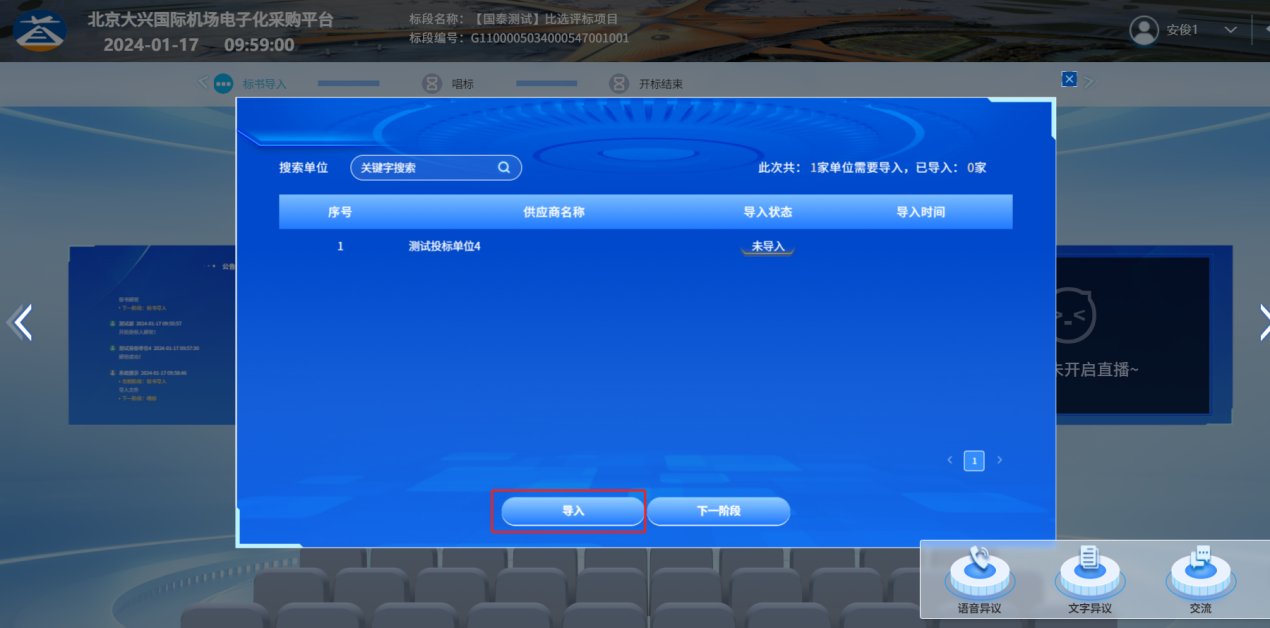 北京大兴国际机场电子化采购平台
2024-01-17 09:59:00
标段名称：【国泰测试】比选评标项目
标段编号：G1100005034000547001001
安俊1
标书导入
唱标
开标结束
搜索单位
关键字搜索
此次共： 1家单位需要导入，已导入： 0家
序号 供应商名称 导入状态 导入时间
1 测试投标单位4 未导入
未开启直播~
1
导入
下一阶段
语音异议
文字异议
交流